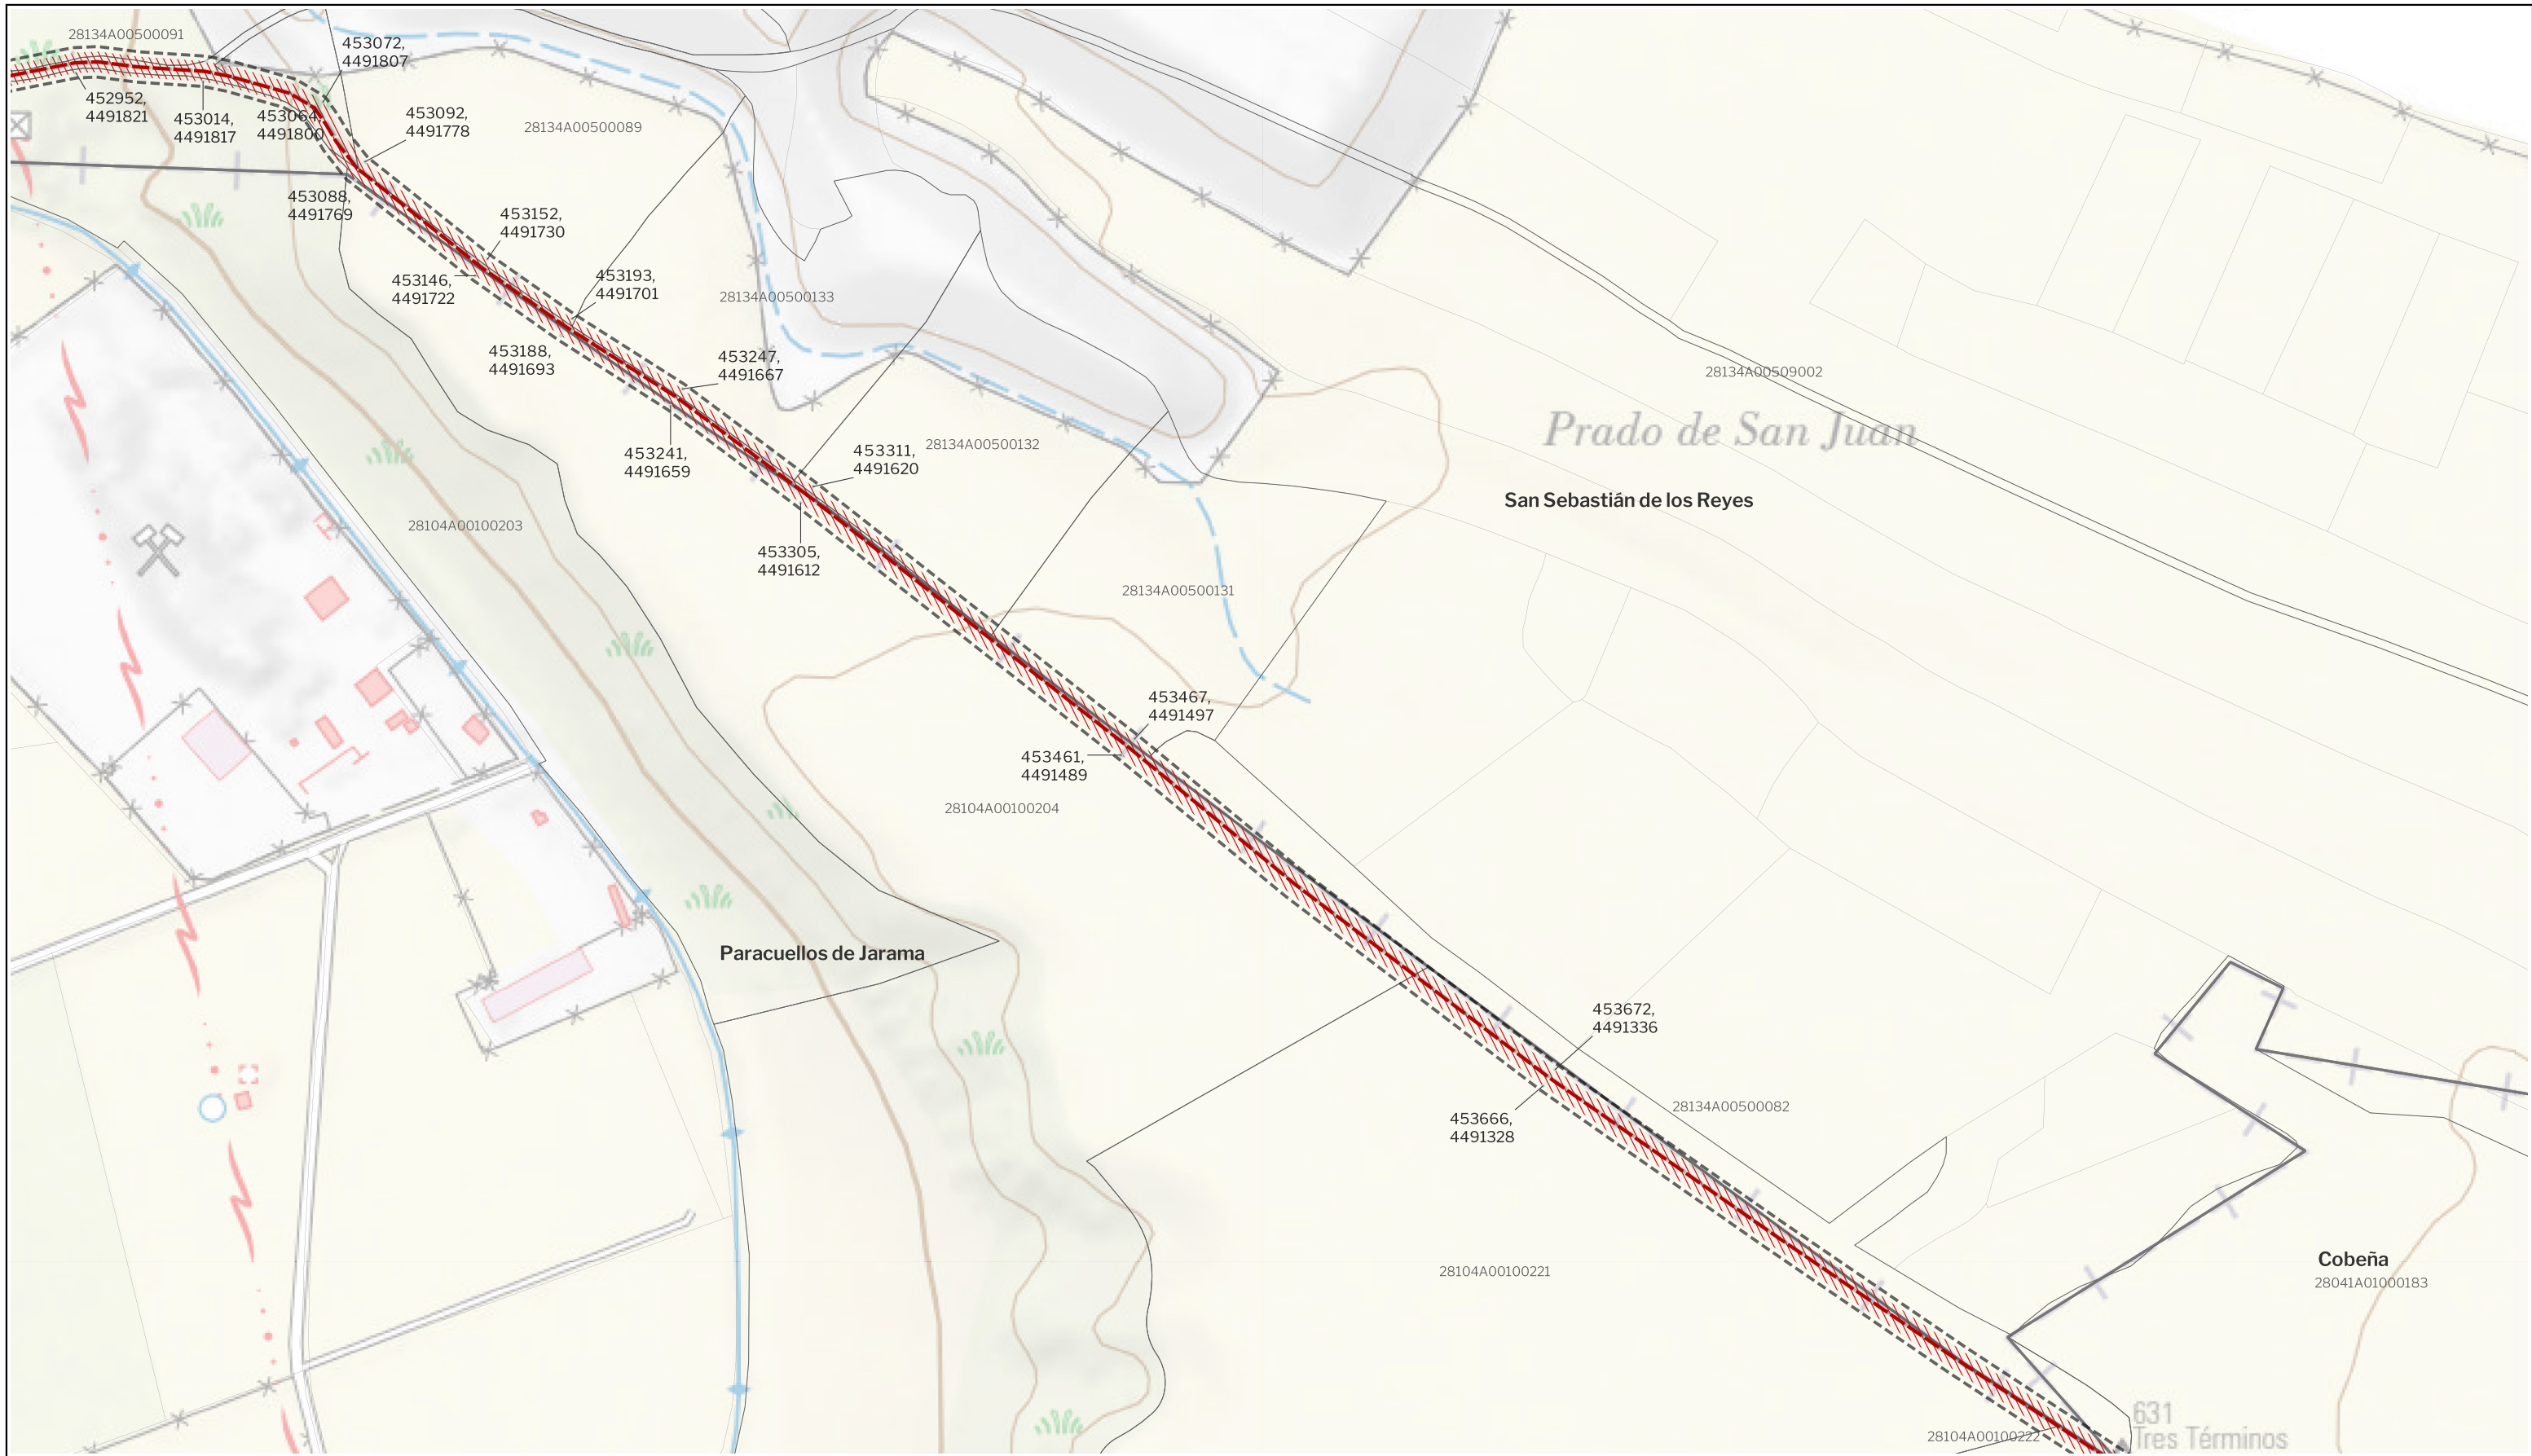 28134A00500091
453072,
4491807
452952,
4491821
453014,
4491817
453064,
4491800
453092,
4491778
28134A00500089
453088,
4491769
453152,
4491730
453146,
4491722
453193,
4491701
28134A00500133
453188,
4491693
453247,
4491667
28134A00509002
Prado de San Juan
453241,
4491659
453311,
4491620
28134A00500132
San Sebastián de los Reyes
28104A00100203
453305,
4491612
28134A00500131
453467,
4491497
453461,
4491489
28104A00100204
Paracuellos de Jarama
453672,
4491336
453666,
4491328
28134A00500082
Cobeña
28104A00100221
28041A01000183
631
Tres Términos
28104A00100222